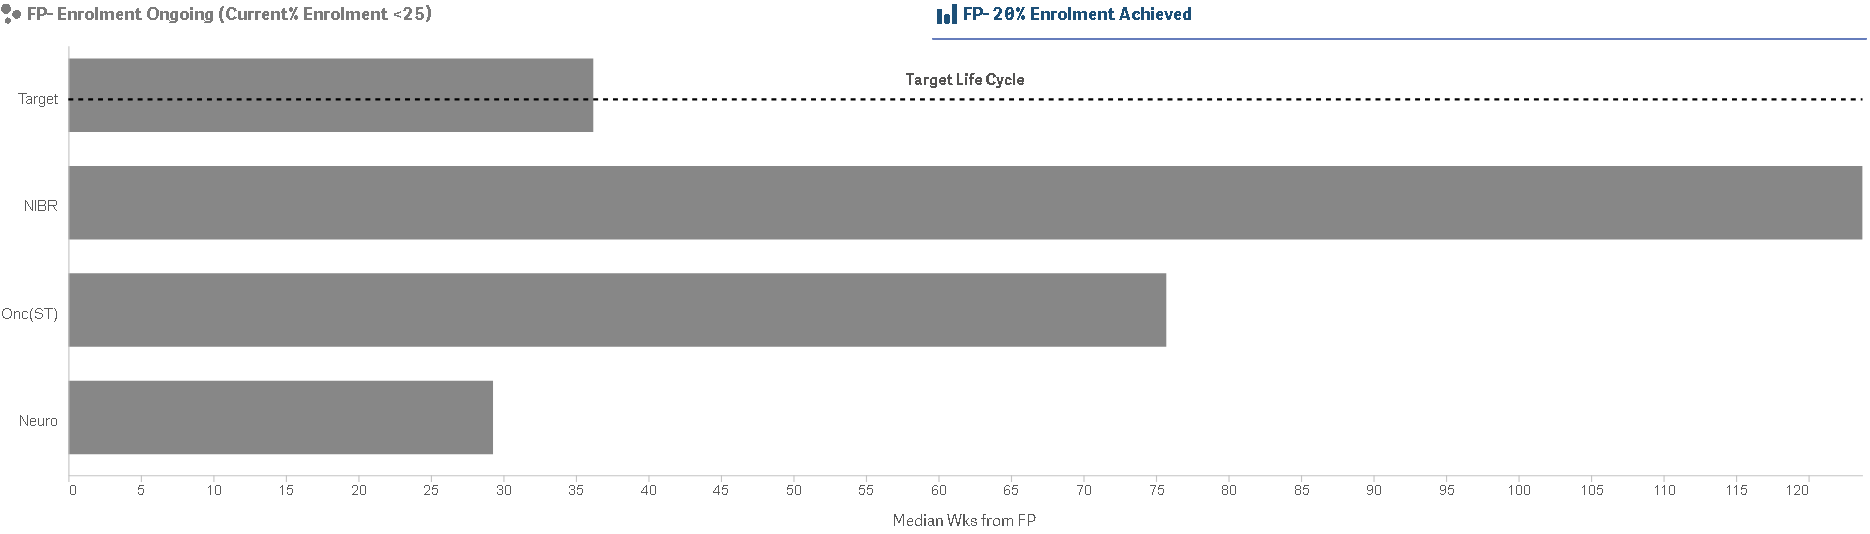 FP- Enrolment Ongoing (Current% Enrolment <25)
FP- 20% Enrolment Achieved
Target Life Cycle
Target
NIBR
Onc(ST)
Neuro
0 5 10 15 20 25 30 35 40 45 50 55 60 65 70 75 80 85 90 95 100 105 110 115 120
Median Wks from FP